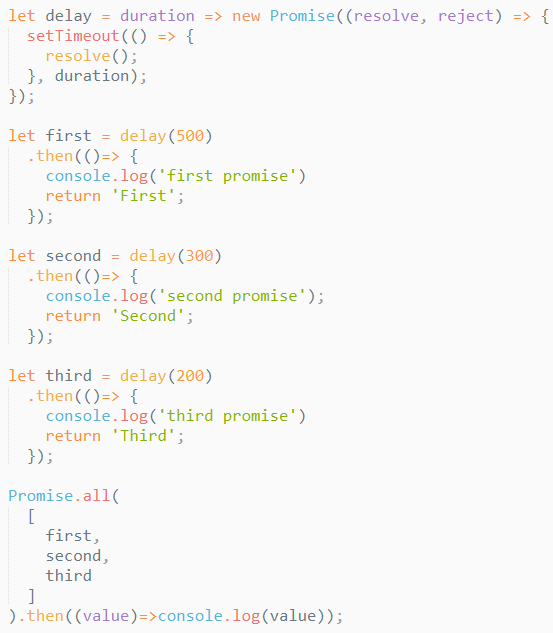 let delay = duration => new Promise((resolve, reject) => {
  setTimeout(() => {
    resolve();
  }, duration);
});

let first = delay(500)
  .then(()=> {
    console.log('first promise')
    return 'First';
  });

let second = delay(300)
  .then(()=> {
    console.log('second promise');
    return 'Second';
  });

let third = delay(200)
  .then(()=> {
    console.log('third promise')
    return 'Third';
  });

Promise.all(
  [
    first,
    second,
    third
  ]
).then((value)=>console.log(value));